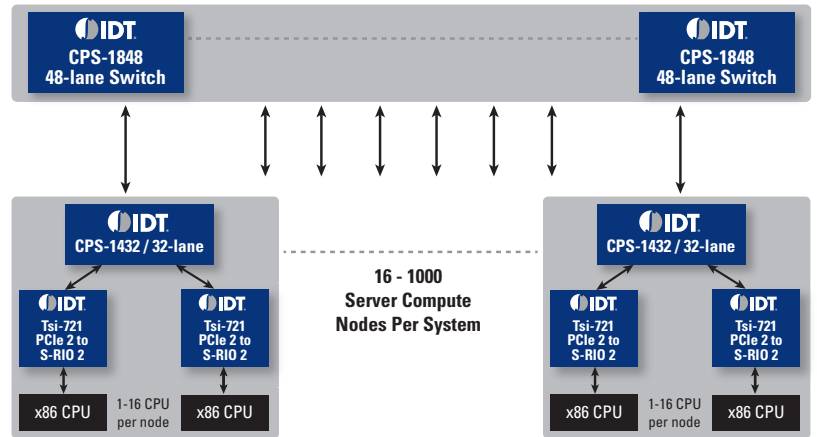 IDT
CPS-1848
48-lane Switch
IDT
CPS-1848
48-lane Switch
IDT
CPS-1432 / 32-lane
IDT
Tsi-721
PCIe 2 to
S-RIO 2
IDT
Tsi-721
PCIe 2 to
S-RIO 2
x86 CPU
1-16 CPU
per node
x86 CPU
16 - 1000
Server Compute
Nodes Per System
IDT
CPS-1432 / 32-lane
IDT
Tsi-721
PCIe 2 to
S-RIO 2
IDT
Tsi-721
PCIe 2 to
S-RIO 2
x86 CPU
1-16 CPU
per node
x86 CPU